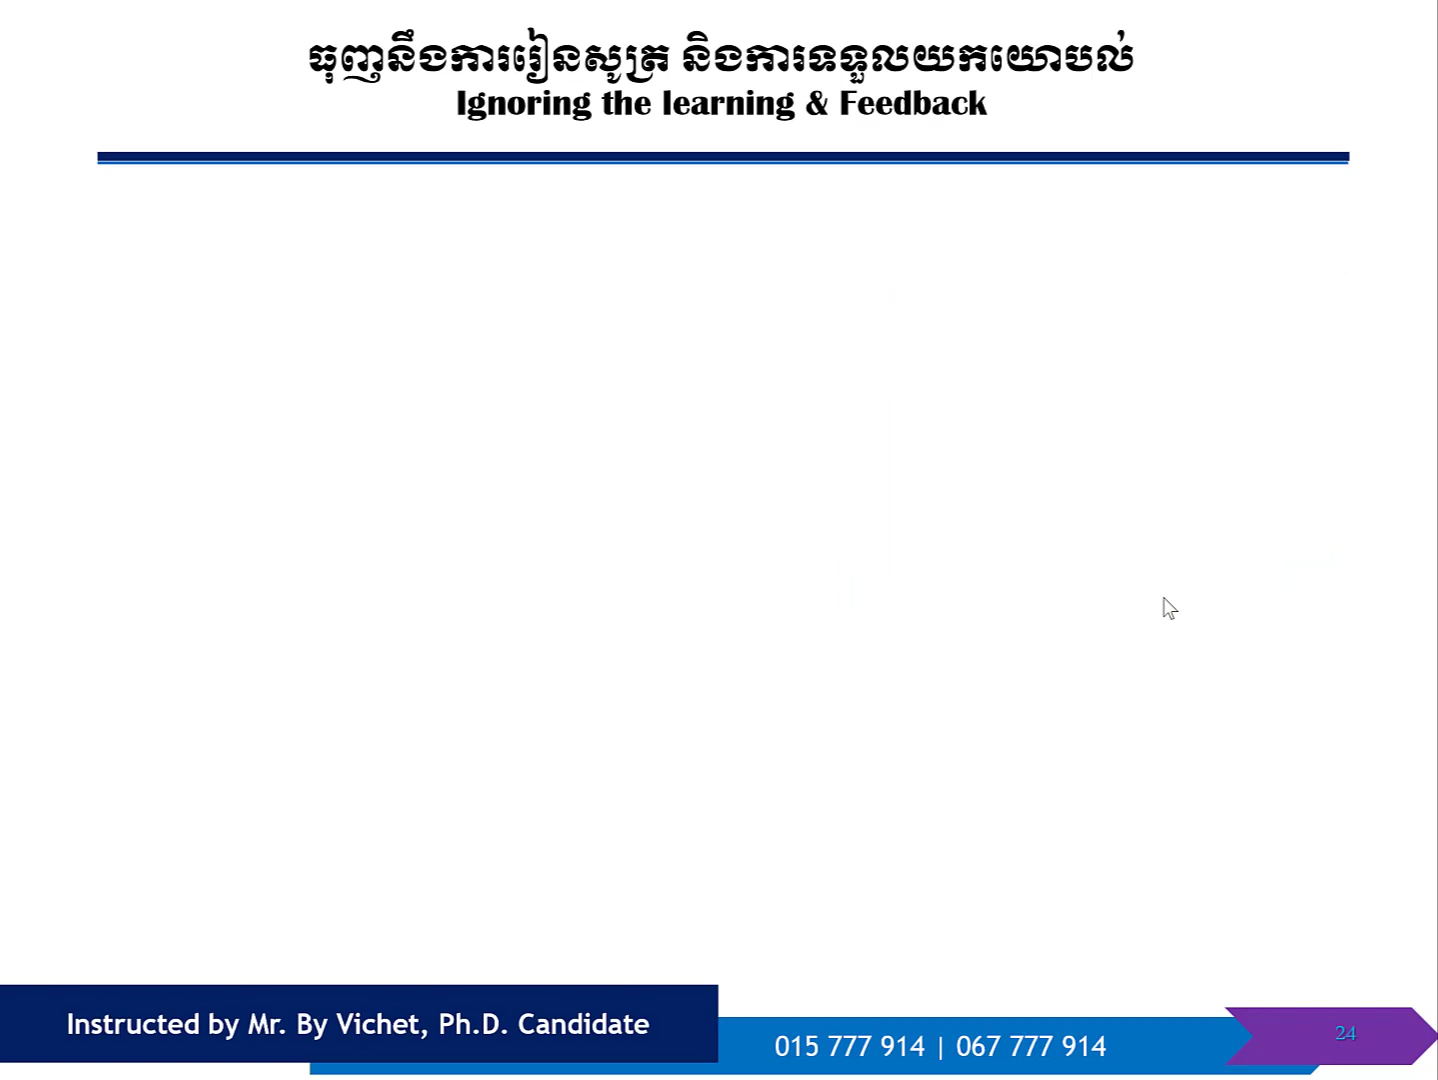 ធុញនឹងការរៀនសូត្រ និងការទទួលយកយោបល់
Ignoring the learning & Feedback
Instructed by Mr. By Vichet, Ph.D. Candidate
015 777 914 | 067 777 914
24